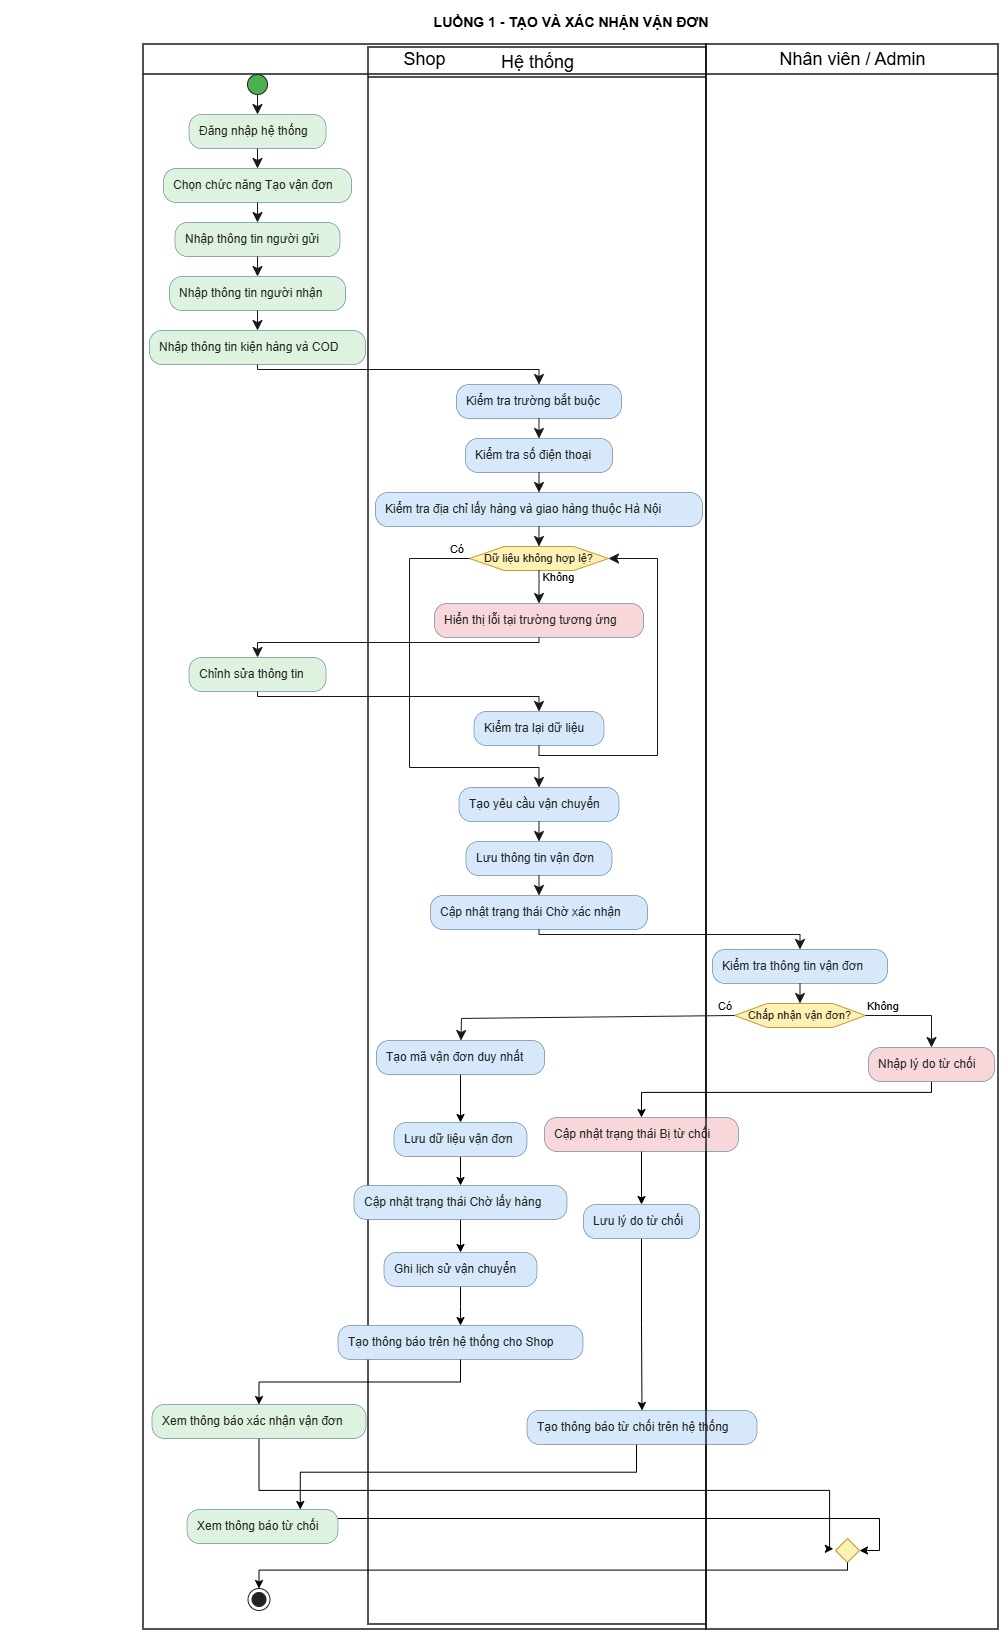 LUỒNG 1 - TẠO VÀ XÁC NHẬN VẬN ĐƠN
Shop
Hệ thống
Nhân viên / Admin
Đăng nhập hệ thống
Chọn chức năng Tạo vận đơn
Nhập thông tin người gửi
Nhập thông tin người nhận
Nhập thông tin kiện hàng và COD
Kiểm tra trường bắt buộc
Kiểm tra số điện thoại
Kiểm tra địa chỉ lấy hàng và giao hàng thuộc Hà Nội
Có
Dữ liệu không hợp lệ?
Không
Hiển thị lỗi tại trường tương ứng
Chỉnh sửa thông tin
Kiểm tra lại dữ liệu
Tạo yêu cầu vận chuyển
Lưu thông tin vận đơn
Cập nhật trạng thái Chờ xác nhận
Kiểm tra thông tin vận đơn
Có
Chấp nhận vận đơn?
Không
Tạo mã vận đơn duy nhất
Nhập lý do từ chối
Lưu dữ liệu vận đơn
Cập nhật trạng thái Bị từ chối
Cập nhật trạng thái Chờ lấy hàng
Lưu lý do từ chối
Ghi lịch sử vận chuyển
Tạo thông báo trên hệ thống cho Shop
Xem thông báo xác nhận vận đơn
Tạo thông báo từ chối trên hệ thống
Xem thông báo từ chối